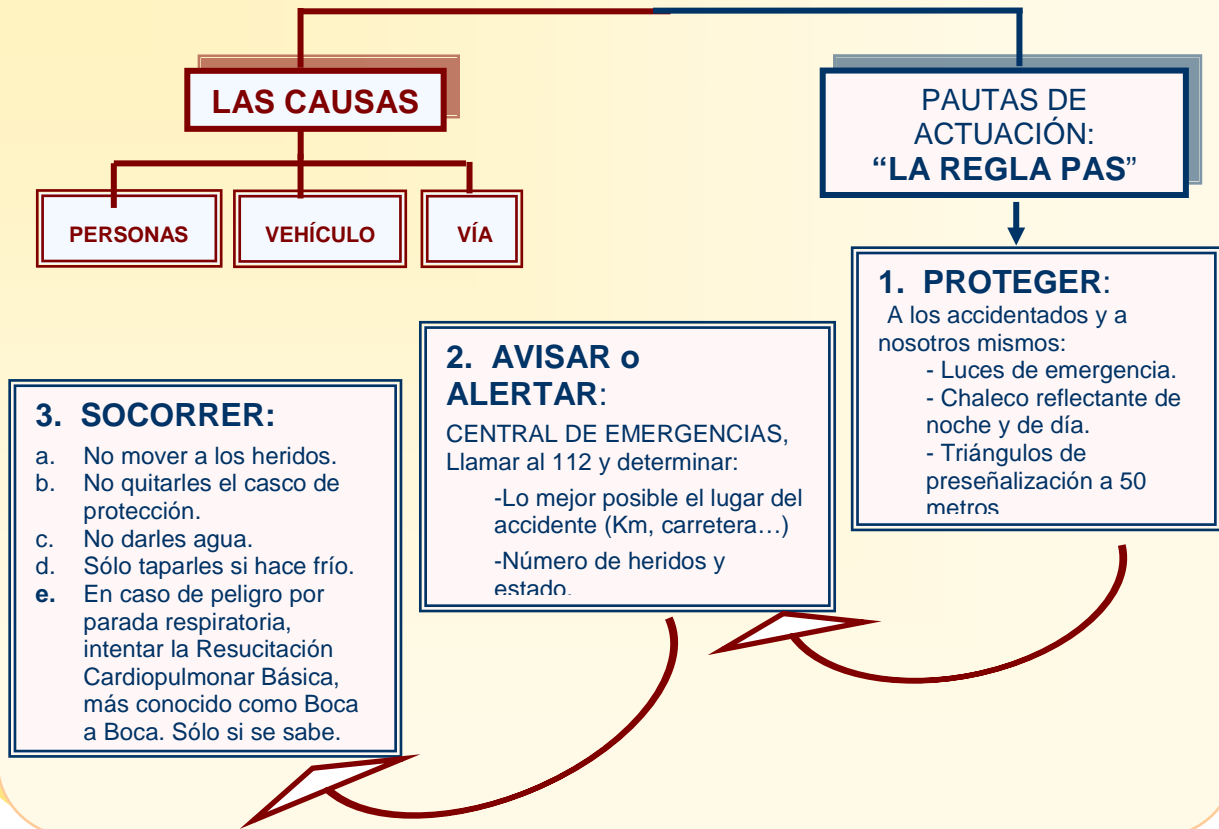 LAS CAUSAS
PERSONAS
VEHÍCULO
VÍA
PAUTAS DE
ACTUACIÓN:
“LA REGLA PAS”
1. PROTEGER:
A los accidentados y a
nosotros mismos:
- Luces de emergencia.
- Chaleco reflectante de
noche y de día.
- Triángulos de
preseñalización a 50
metros
2. AVISAR o
ALERTAR:
CENTRAL DE EMERGENCIAS,
Llamar al 112 y determinar:
-Lo mejor posible el lugar del
accidente (Km, carretera…)
-Número de heridos y
estado.
3. SOCORRER:
a. No mover a los heridos.
b. No quitarles el casco de
protección.
c. No darles agua.
d. Sólo taparles si hace frío.
e. En caso de peligro por
parada respiratoria,
intentar la Resucitación
Cardiopulmonar Básica,
más conocido como Boca
a Boca. Sólo si se sabe.